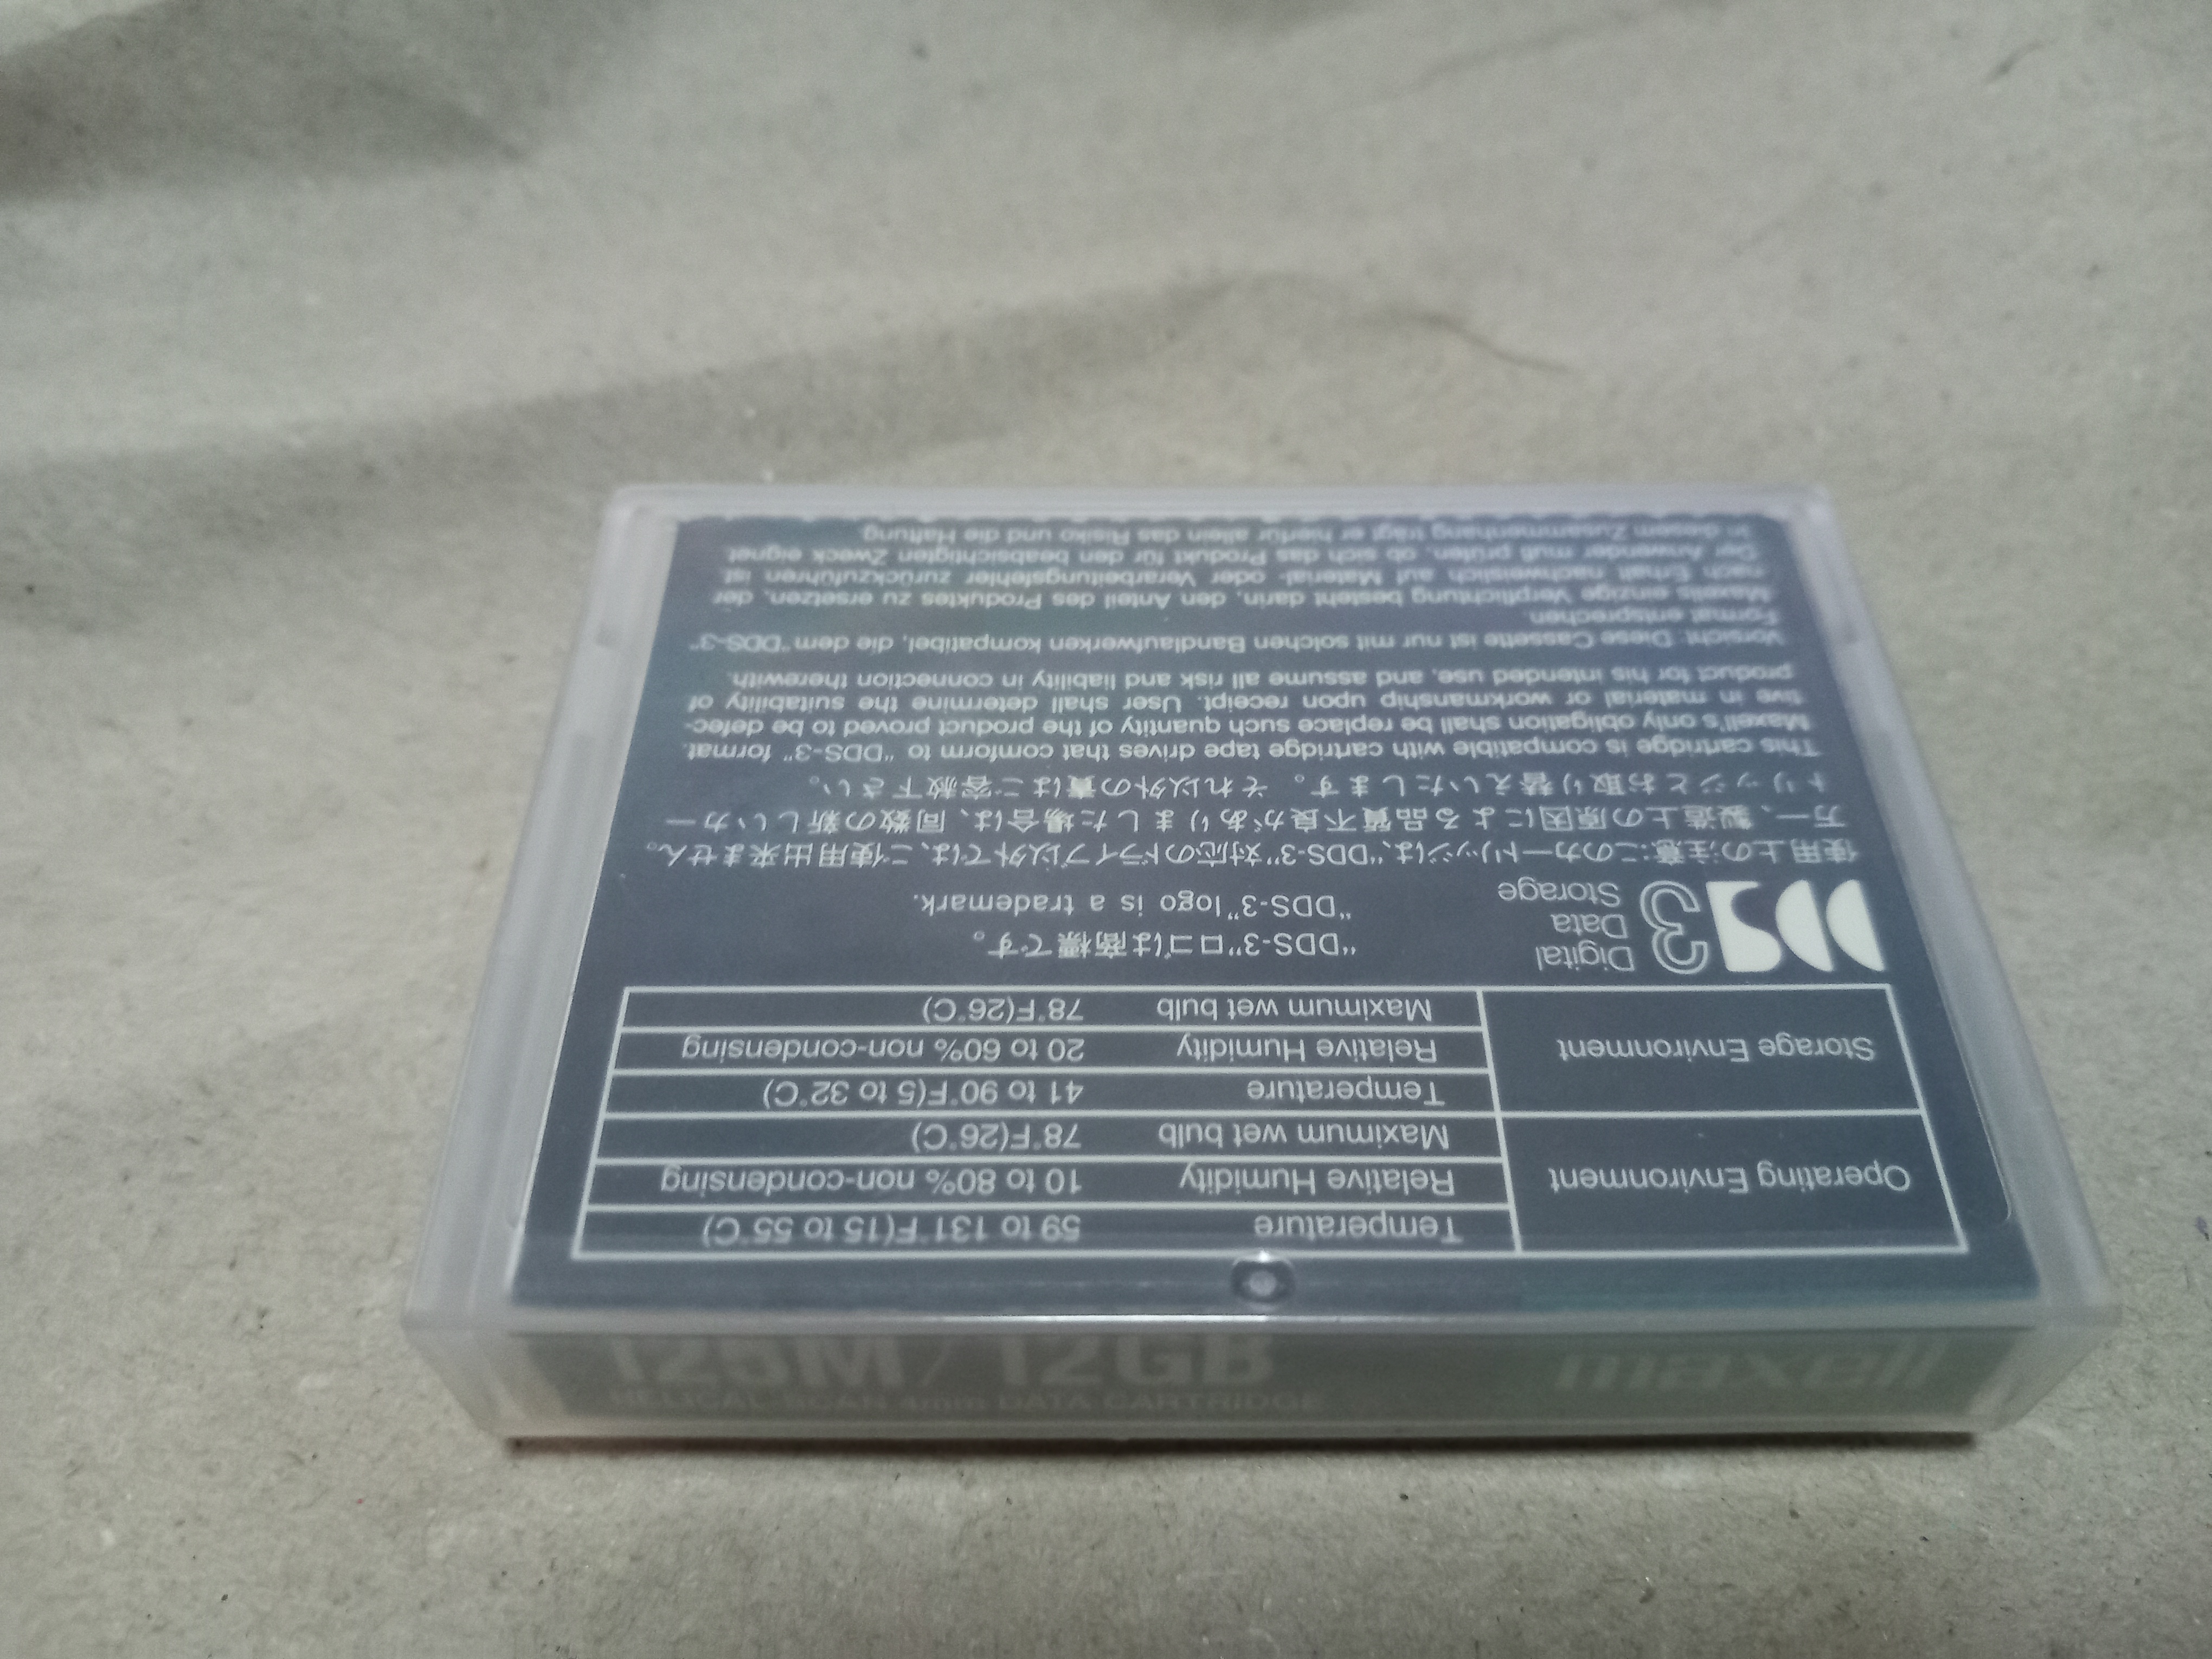 Operating Environment
Temperature 59 to 131°F(15 to 55°C)
Relative Humidity 10 to 80% non-condensing
Maximum wet bulb 78°F(26°C)
Storage Environment
Temperature 41 to 90°F(5 to 32°C)
Relative Humidity 20 to 60% non-condensing
Maximum wet bulb 78°F(26°C)
DDS 3
Digital
Data
Storage
"DDS-3"ロゴは商標です。
"DDS-3"logo is a trademark.
使用上の注意:このカートリッジは、"DDS-3"対応のドライブ以外では、ご使用出来ません。
万一、製造上の原因による品質不良がありました場合は、同数の新しいカー
トリッジとお取り替えいたします。それ以外の責はご容赦下さい。
This cartridge is compatible with cartridge tape drives that comform to "DDS-3" format.
Maxell's only obligation shall be replace such quantity of the product proved to be defec-
tive in material or workmanship upon receipt. User shall determine the suitability of
product for his intended use, and assume all risk and liability in connection therewith.
Vorsicht: Diese Cassette ist nur mit solchen Bandlaufwerken kompatibel, die dem "DDS-3"
Format entsprechen.
Maxells einzige Verpflichtung besteht darin, den Anteil des Produktes zu ersetzen, der
nach Erhalt nachweislich auf Material- oder Verarbeitungsfehler zurückzuführen ist.
Der Anwender muß prüfen, ob sich das Produkt für den beabsichtigten Zweck eignet.
In diesem Zusammenhang trägt er hierfür allein das Risiko und die Haftung.
125M/12GB
HELICAL SCAN 4mm DATA CARTRIDGE
maxell